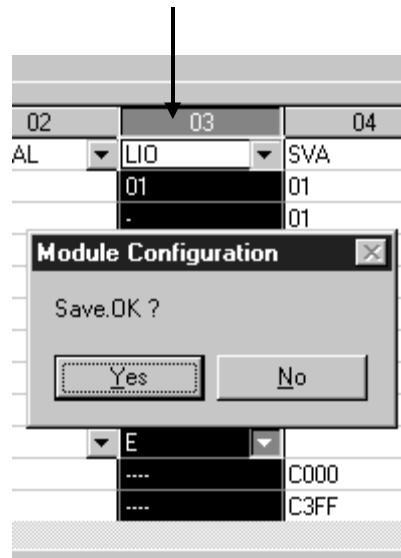 02 03 04
AL LIO SVA
01 01
- 01
Module Configuration
Save.OK ?
Yes No
E
---- C000
---- C3FF